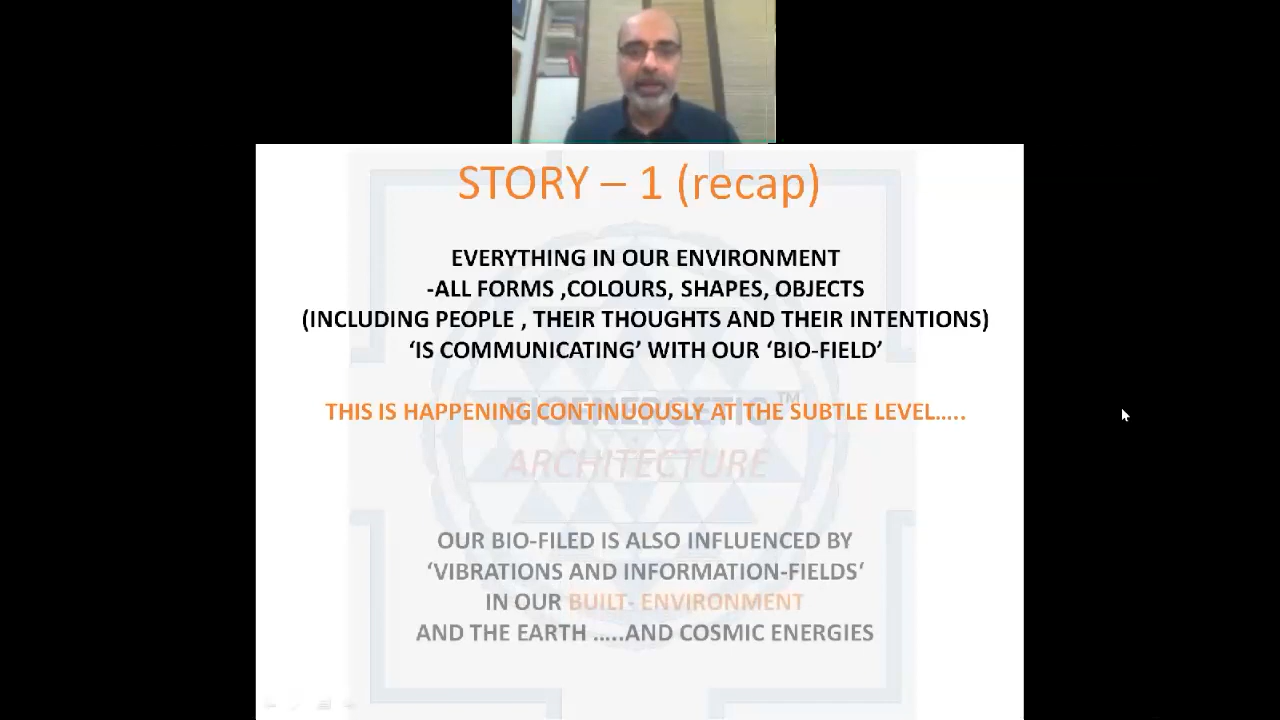 STORY – 1 (recap)
EVERYTHING IN OUR ENVIRONMENT
-ALL FORMS ,COLOURS, SHAPES, OBJECTS
(INCLUDING PEOPLE , THEIR THOUGHTS AND THEIR INTENTIONS)
‘IS COMMUNICATING’ WITH OUR ‘BIO-FIELD’
THIS IS HAPPENING CONTINUOUSLY AT THE SUBTLE LEVEL…..
BIOENERGETIC™
ARCHITECTURE
OUR BIO-FILED IS ALSO INFLUENCED BY
‘VIBRATIONS AND INFORMATION-FIELDS‘
IN OUR BUILT- ENVIRONMENT
AND THE EARTH …..AND COSMIC ENERGIES